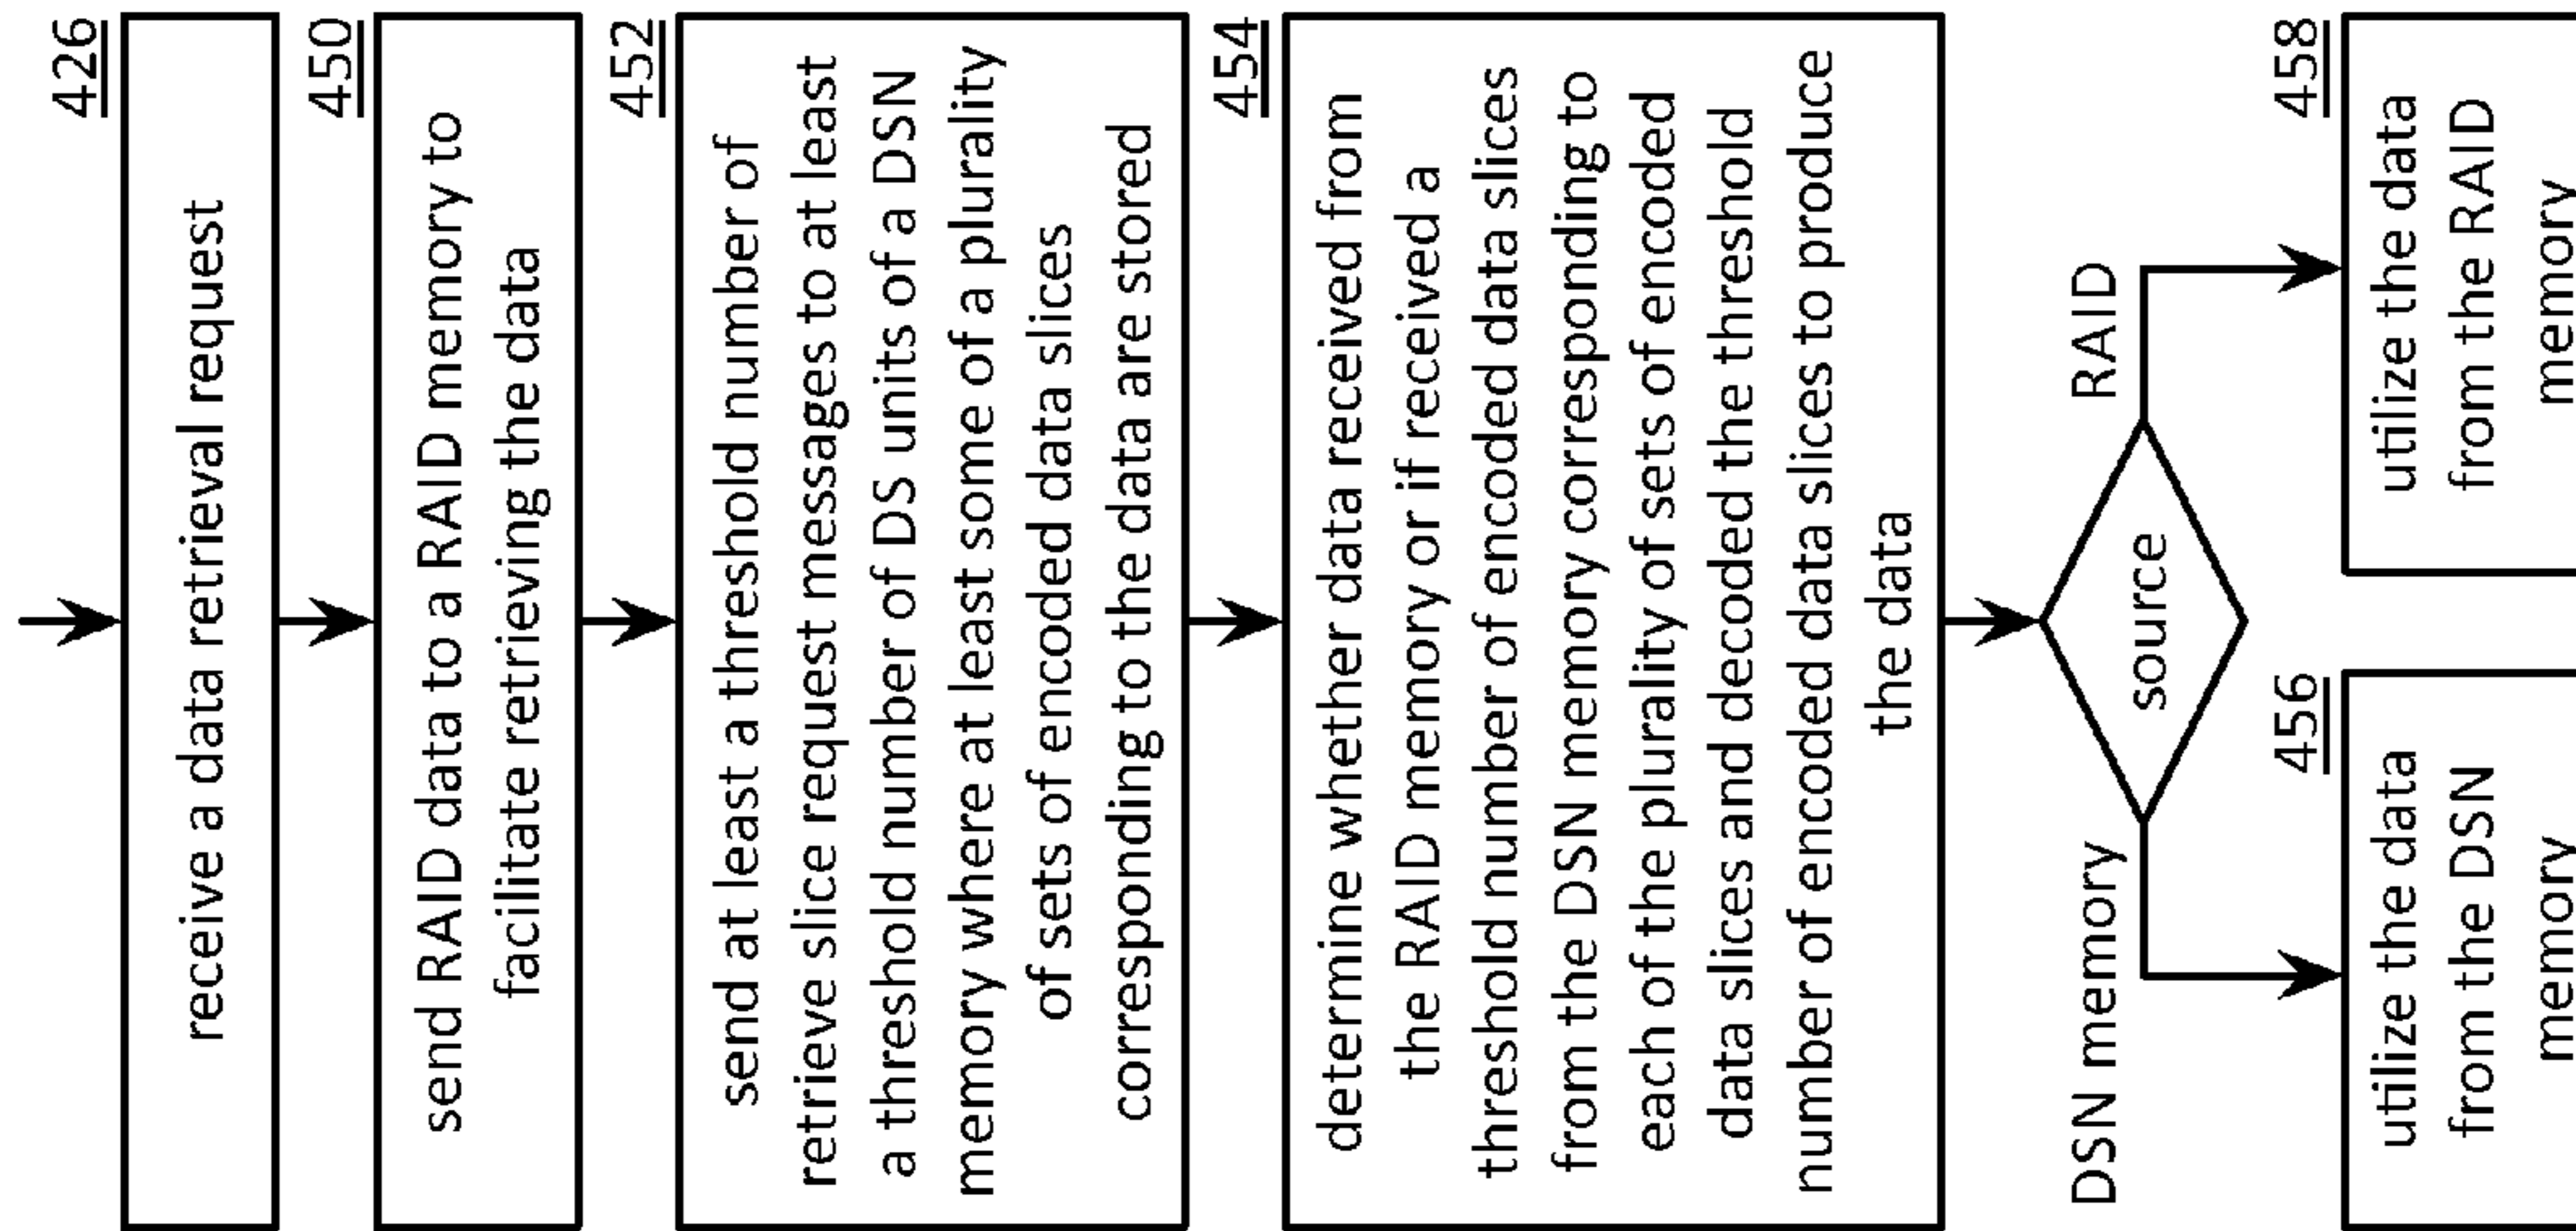 426
receive a data retrieval request
450
send RAID data to a RAID memory to
facilitate retrieving the data
452
send at least a threshold number of
retrieve slice request messages to at least
a threshold number of DS units of a DSN
memory where at least some of a plurality
of sets of encoded data slices
corresponding to the data are stored
454
determine whether data received from
the RAID memory or if received a
threshold number of encoded data slices
from the DSN memory corresponding to
each of the plurality of sets of encoded
data slices and decoded the threshold
number of encoded data slices to produce
the data
source
DSN memory
RAID
456
utilize the data
from the DSN
memory
458
utilize the data
from the RAID
memory